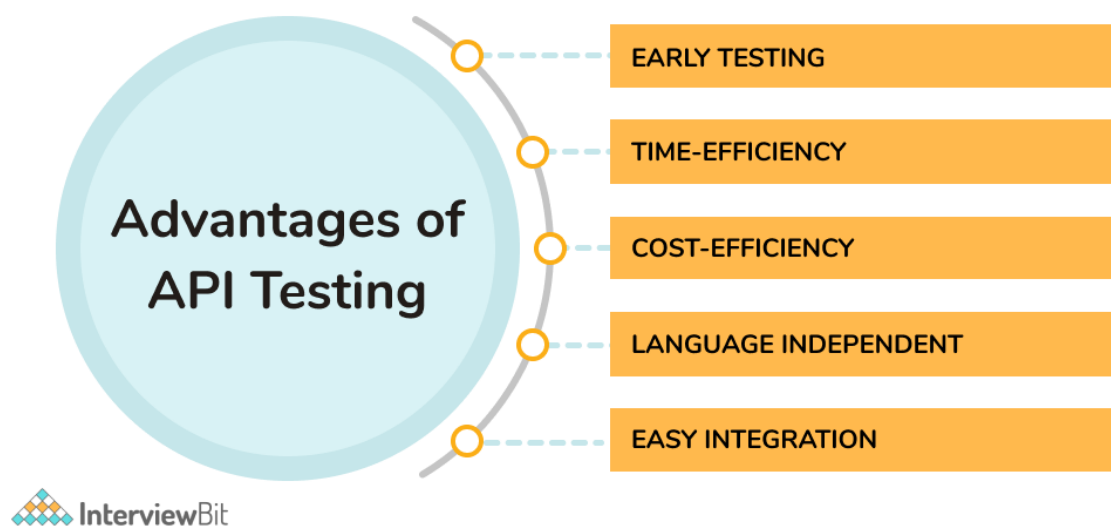 Advantages of
API Testing
EARLY TESTING
TIME-EFFICIENCY
COST-EFFICIENCY
LANGUAGE INDEPENDENT
EASY INTEGRATION
InterviewBit